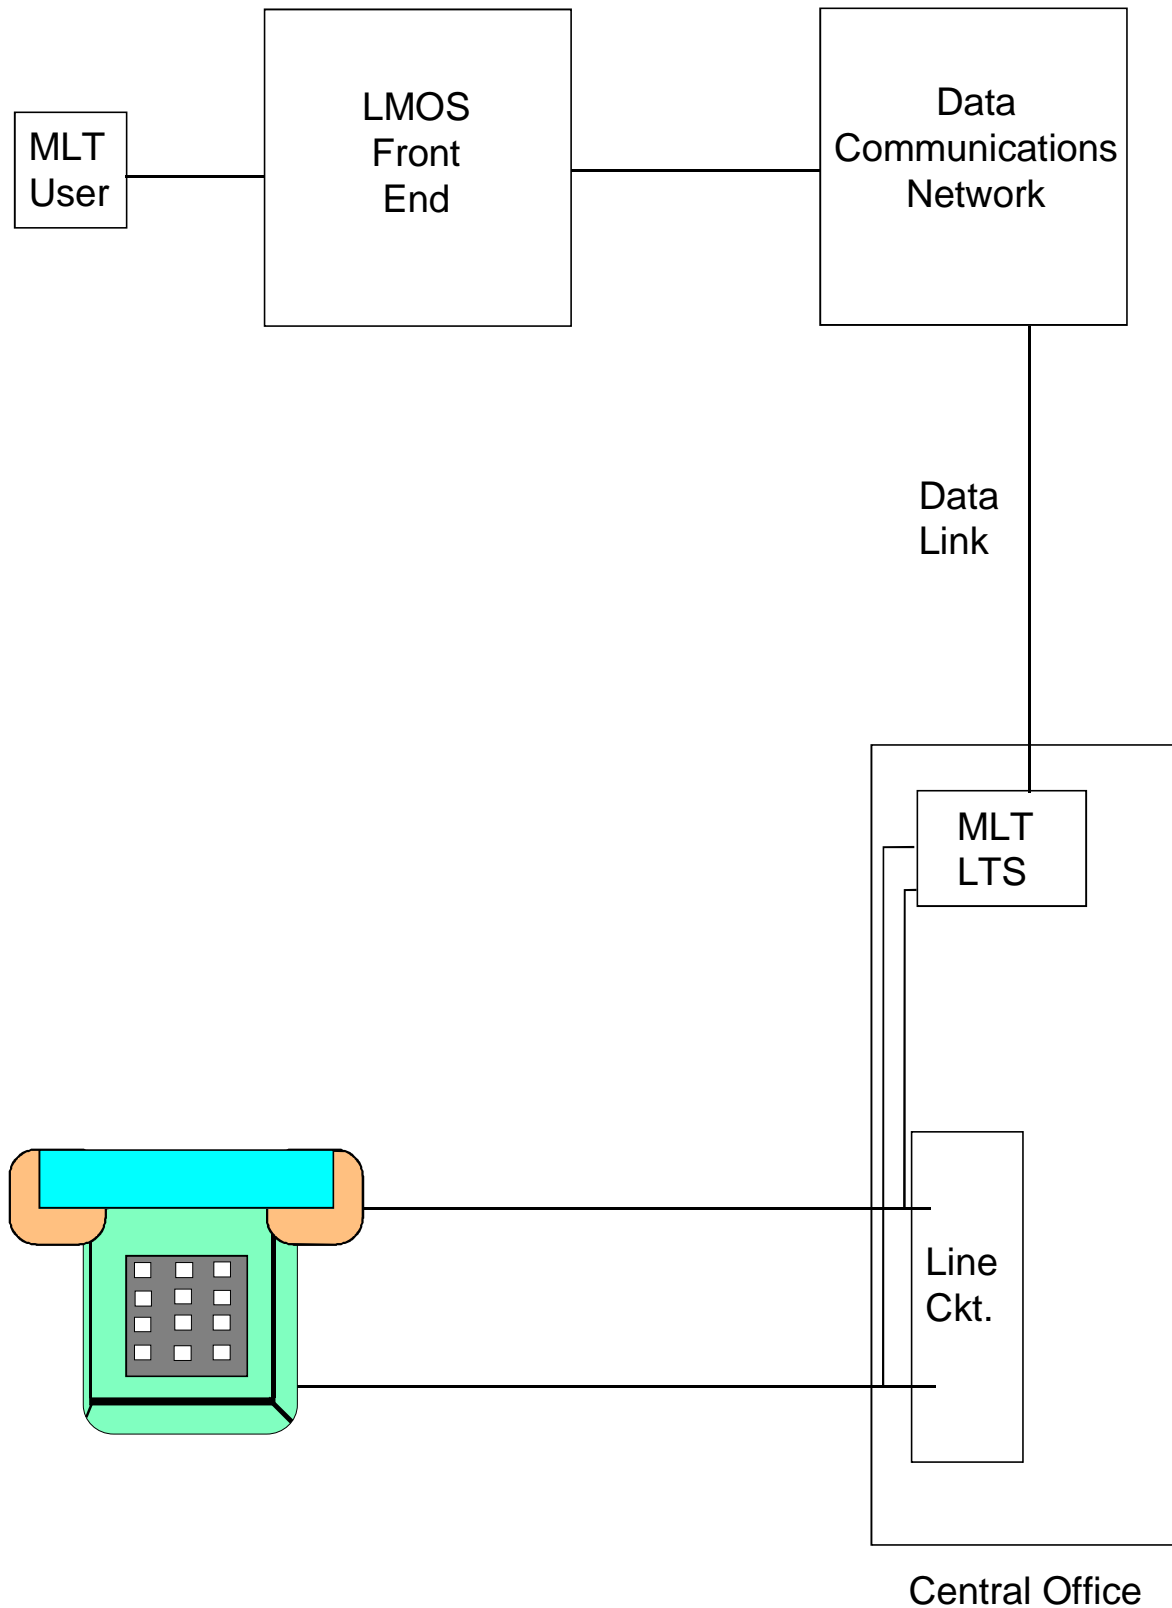 MLT
User
LMOS
Front
End
Data
Communications
Network
Data
Link
MLT
LTS
Line
Ckt.
Central Office